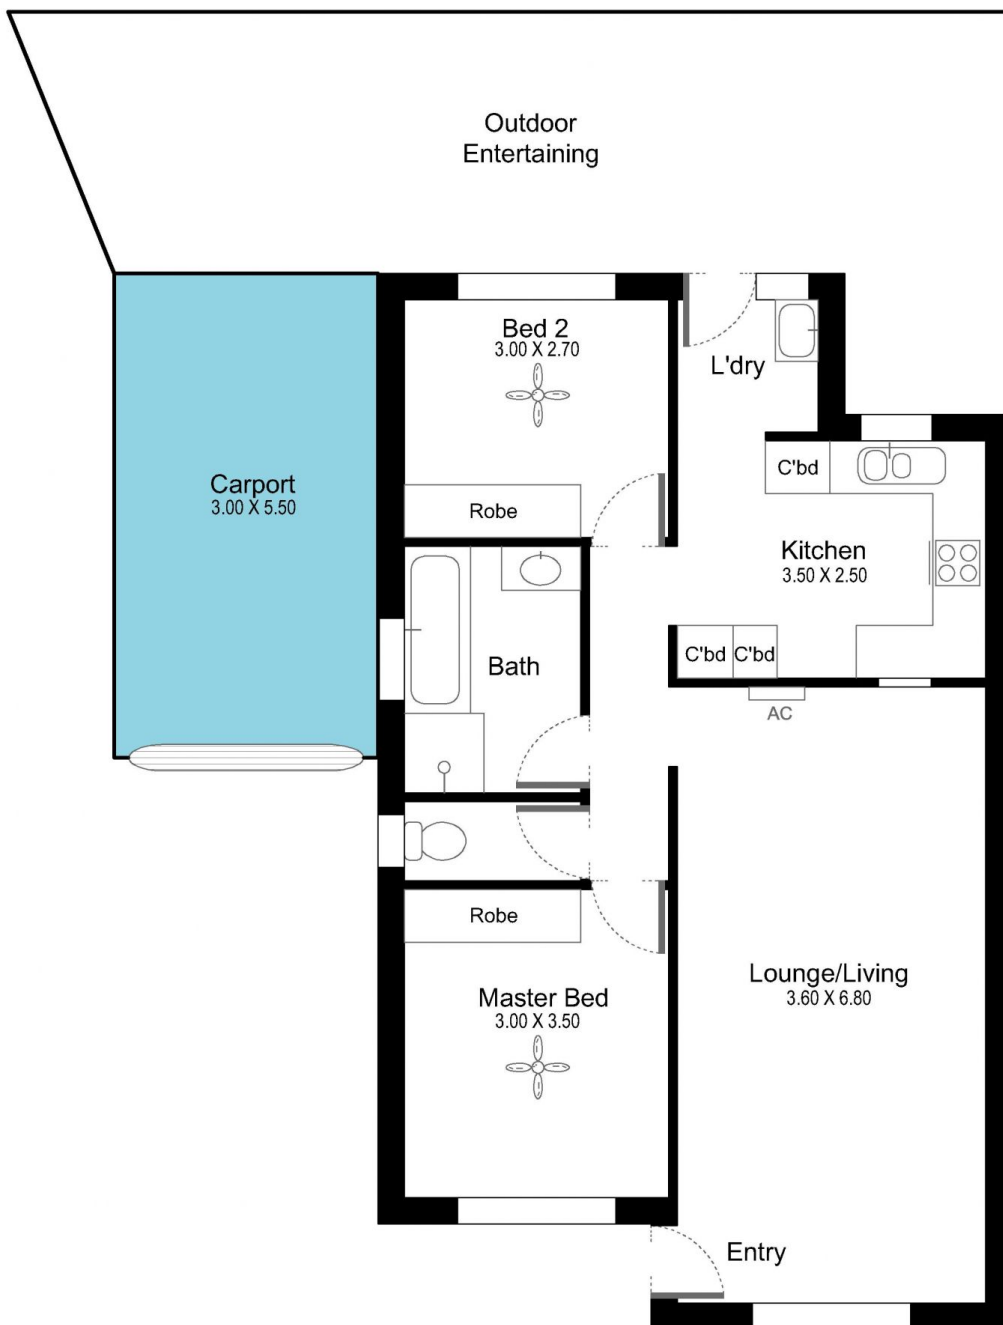 Outdoor
Entertaining
Bed 2
3.00 X 2.70
L'dry
C'bd
Carport
3.00 X 5.50
Robe
Kitchen
3.50 X 2.50
C'bd
C'bd
Bath
AC
Robe
Master Bed
3.00 X 3.50
Lounge/Living
3.60 X 6.80
Entry